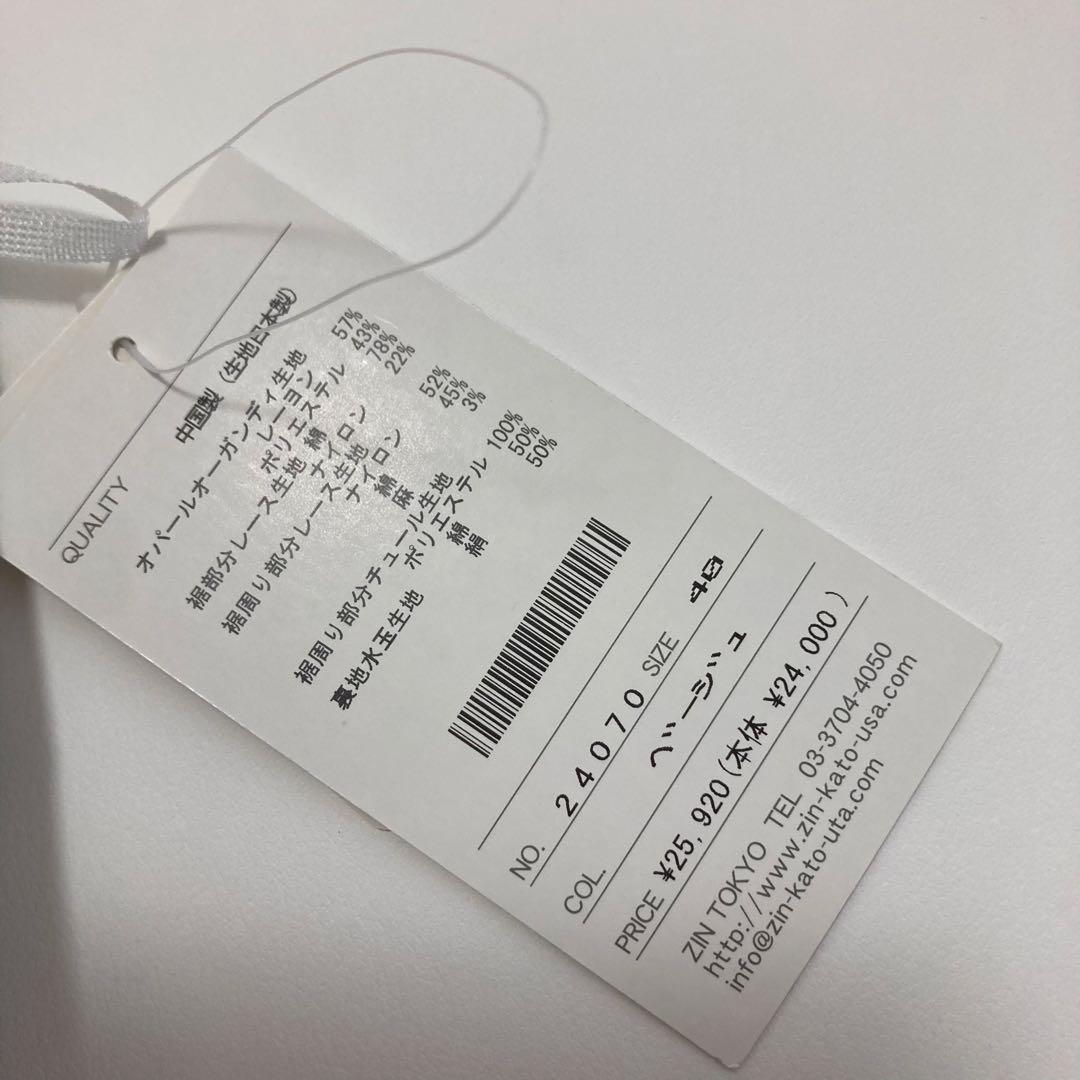 QUALITY
中国製 (生地日本製)
オパールオーガンディ生地
レーヨン 57%
ポリエステル 43%
裾部分レース生地 綿 78%
ナイロン 22%
裾周り部分レース生地
ナイロン 52%
綿 45%
麻 3%
裾周り部分チュール生地
ポリエステル 100%
裏地水玉生地 綿 50%
絹 50%
NO. 24070 SIZE 40
COL. ベージュ
PRICE ¥25,920(本体 ¥24,000)
ZIN TOKYO TEL 03-3704-4050
http://www.zin-kato-usa.com
info@zin-kato-uta.com